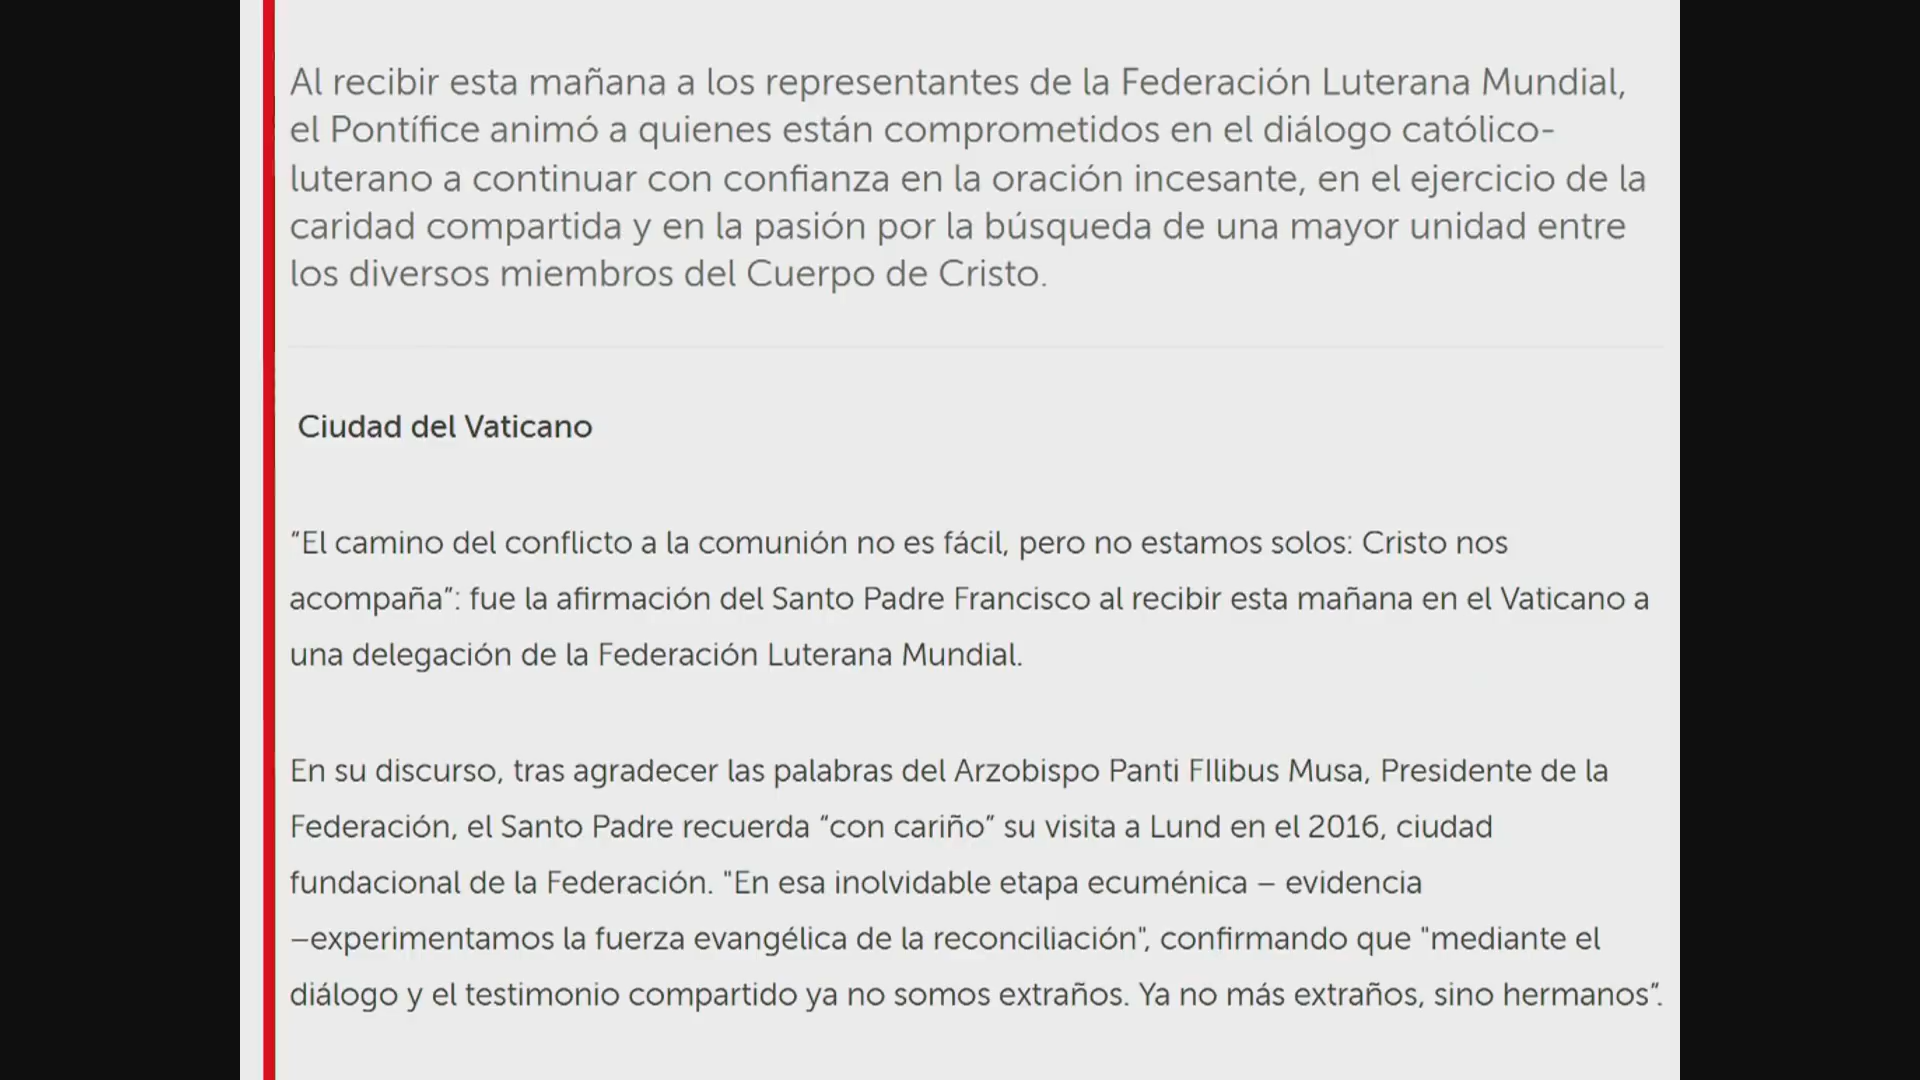 Al recibir esta mañana a los representantes de la Federación Luterana Mundial,
el Pontífice animó a quienes están comprometidos en el diálogo católico-
luterano a continuar con confianza en la oración incesante, en el ejercicio de la
caridad compartida y en la pasión por la búsqueda de una mayor unidad entre
los diversos miembros del Cuerpo de Cristo.
Ciudad del Vaticano
“El camino del conflicto a la comunión no es fácil, pero no estamos solos: Cristo nos
acompaña”: fue la afirmación del Santo Padre Francisco al recibir esta mañana en el Vaticano a
una delegación de la Federación Luterana Mundial.
En su discurso, tras agradecer las palabras del Arzobispo Panti FIlibus Musa, Presidente de la
Federación, el Santo Padre recuerda “con cariño” su visita a Lund en el 2016, ciudad
fundacional de la Federación. "En esa inolvidable etapa ecuménica – evidencia
–experimentamos la fuerza evangélica de la reconciliación", confirmando que "mediante el
diálogo y el testimonio compartido ya no somos extraños. Ya no más extraños, sino hermanos”.